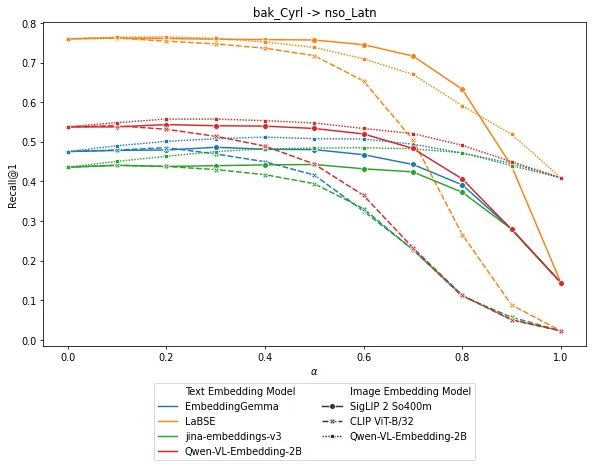 bak_Cyrl -> nso_Latn
Recall@1
0.8
0.7
0.6
0.5
0.4
0.3
0.2
0.1
0.0
0.0 0.2 0.4 0.6 0.8 1.0
α
Text Embedding Model Image Embedding Model
EmbeddingGemma SigLIP 2 So400m
LaBSE CLIP ViT-B/32
jina-embeddings-v3 Qwen-VL-Embedding-2B
Qwen-VL-Embedding-2B